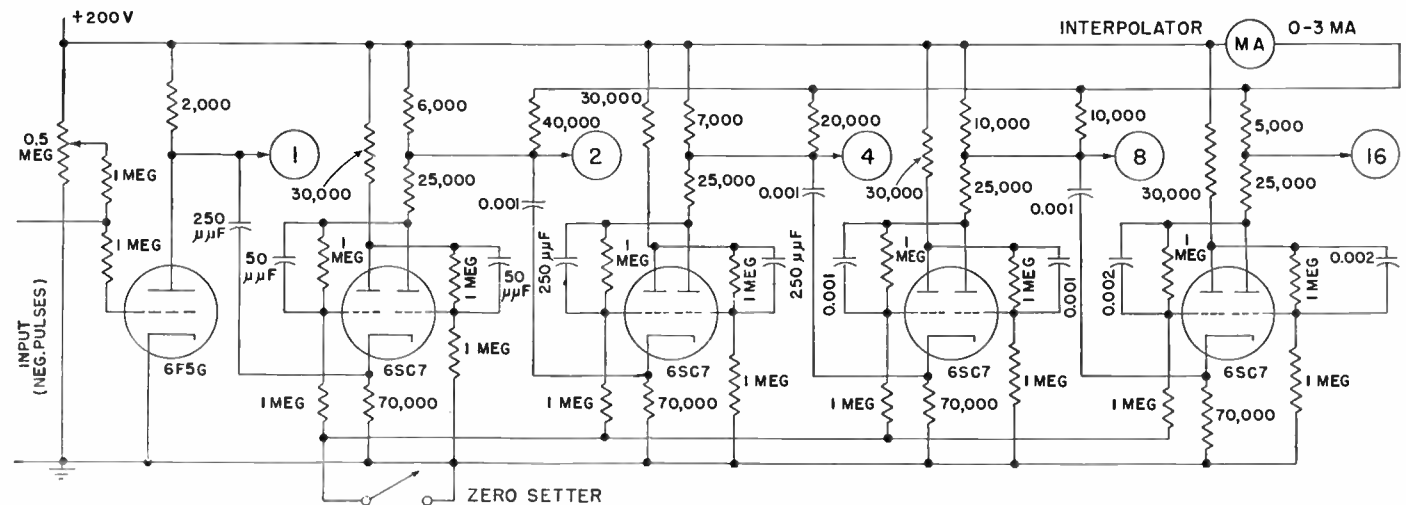 +200V
INTERPOLATOR
MA
0-3 MA
2,000
6,000
30,000
7,000
10,000
5,000
40,000
20,000
10,000
0.5
MEG
1 MEG
1
2
4
8
16
30,000
25,000
25,000
30,000
25,000
30,000
25,000
250
µµF
0.001
0.001
0.001
1 MEG
50
µµF
1
MEG
1 MEG
50
µµF
250 µµF
1
MEG
1 MEG
250 µµF
0.001
1
MEG
1 MEG
0.001
0.002
1
MEG
1 MEG
0.002
INPUT
(NEG. PULSES)
6F5G
6SC7
1 MEG
6SC7
1 MEG
6SC7
1 MEG
6SC7
1 MEG
1 MEG
70,000
1 MEG
70,000
1 MEG
70,000
1 MEG
70,000
ZERO SETTER